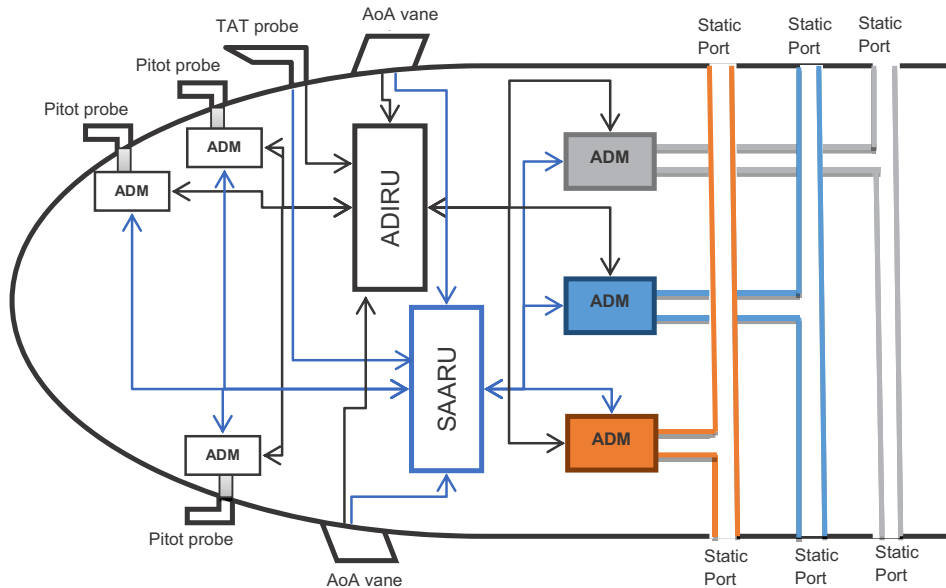 TAT probe
AoA vane
Static
Port
Static
Port
Static
Port
Pitot probe
Pitot probe
ADM
ADM
ADIRU
ADM
ADM
SAARU
ADM
ADM
Pitot probe
AoA vane
Static
Port
Static
Port
Static
Port